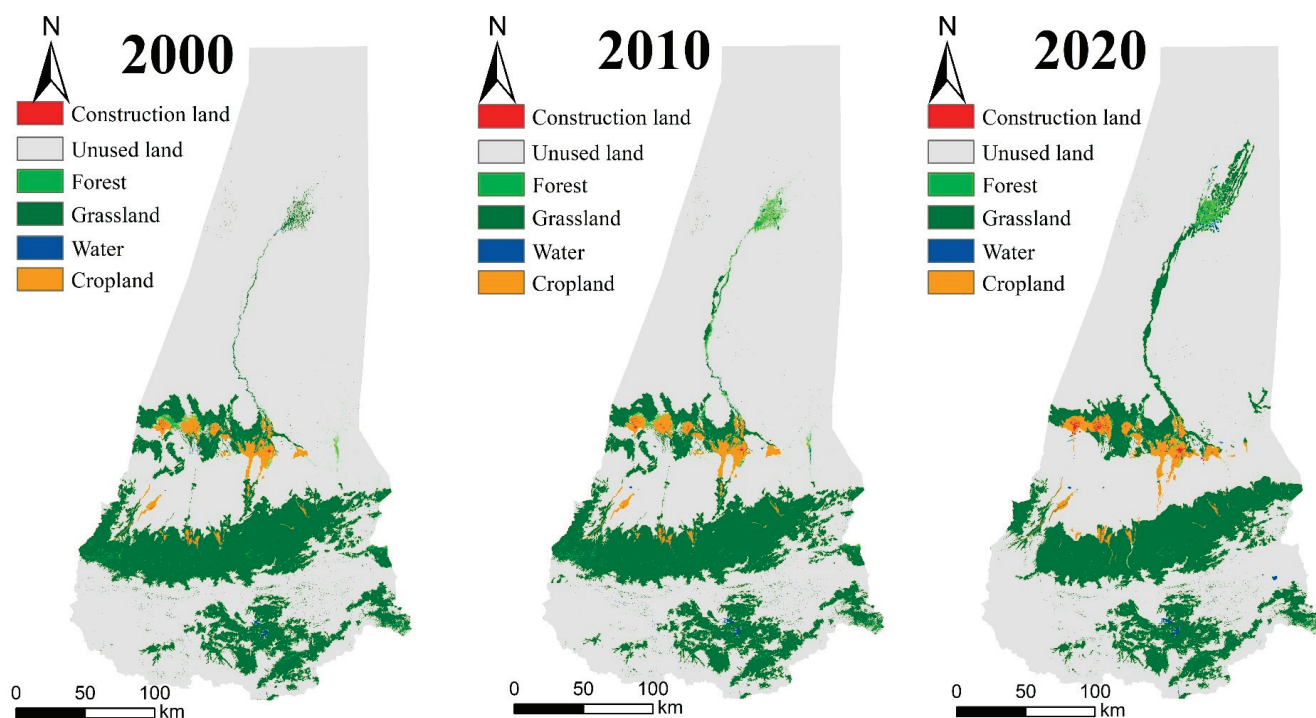 N
2000
Construction land
Unused land
Forest
Grassland
Water
Cropland
0 50 100
km
N
2010
Construction land
Unused land
Forest
Grassland
Water
Cropland
0 50 100
km
N
2020
Construction land
Unused land
Forest
Grassland
Water
Cropland
0 50 100
km